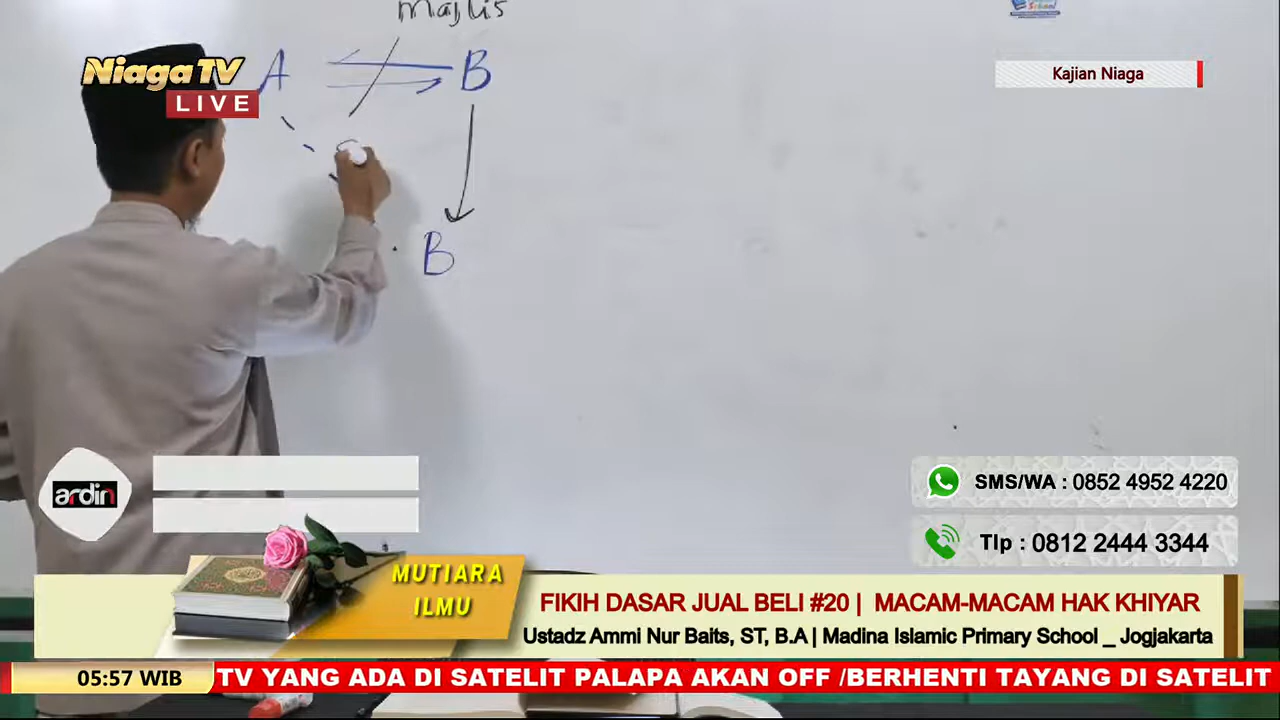 majlis
A B
B
Niaga TV
LIVE
Kajian Niaga
School
ardin
SMS/WA : 0852 4952 4220
Tlp : 0812 2444 3344
MUTIARA
ILMU
FIKIH DASAR JUAL BELI #20 | MACAM-MACAM HAK KHIYAR
Ustadz Ammi Nur Baits, ST, B.A | Madina Islamic Primary School _ Jogjakarta
05:57 WIB
TV YANG ADA DI SATELIT PALAPA AKAN OFF /BERHENTI TAYANG DI SATELIT